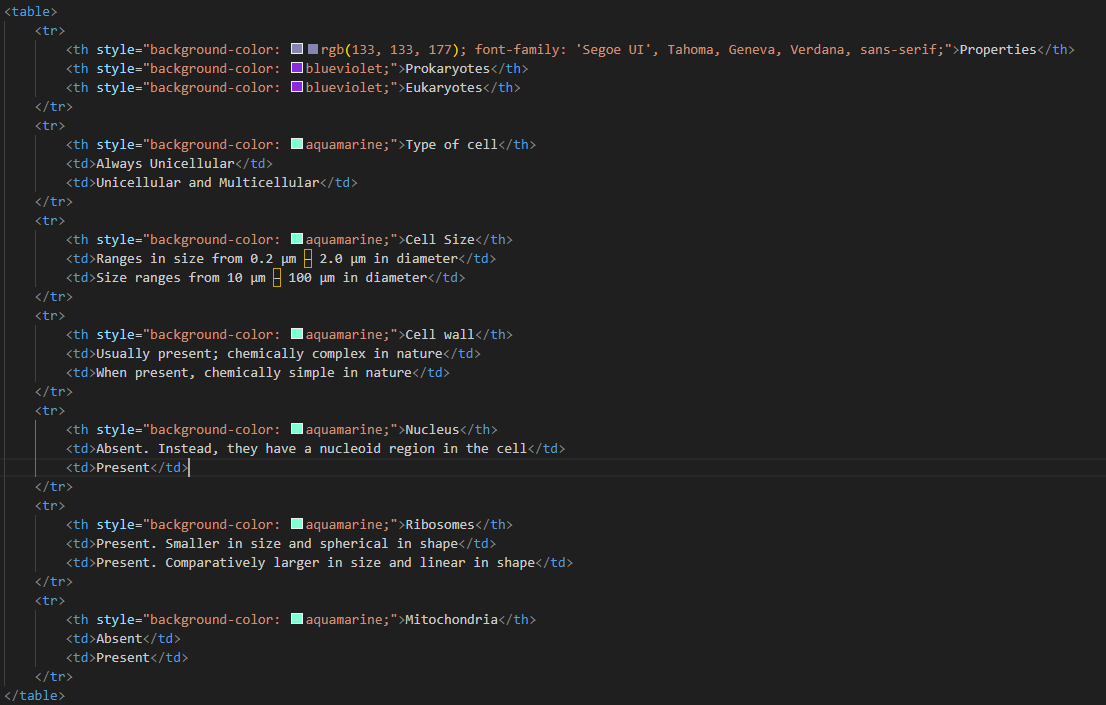 <table>
<tr>
<th style="background-color: rgb(133, 133, 177); font-family: 'Segoe UI', Tahoma, Geneva, Verdana, sans-serif;">Properties</th>
<th style="background-color: blueviolet;">Prokaryotes</th>
<th style="background-color: blueviolet;">Eukaryotes</th>
</tr>
<tr>
<th style="background-color: aquamarine;">Type of cell</th>
<td>Always Unicellular</td>
<td>Unicellular and Multicellular</td>
</tr>
<tr>
<th style="background-color: aquamarine;">Cell Size</th>
<td>Ranges in size from 0.2 μm – 2.0 μm in diameter</td>
<td>Size ranges from 10 μm – 100 μm in diameter</td>
</tr>
<tr>
<th style="background-color: aquamarine;">Cell wall</th>
<td>Usually present; chemically complex in nature</td>
<td>When present, chemically simple in nature</td>
</tr>
<tr>
<th style="background-color: aquamarine;">Nucleus</th>
<td>Absent. Instead, they have a nucleoid region in the cell</td>
<td>Present</td>
</tr>
<tr>
<th style="background-color: aquamarine;">Ribosomes</th>
<td>Present. Smaller in size and spherical in shape</td>
<td>Present. Comparatively larger in size and linear in shape</td>
</tr>
<tr>
<th style="background-color: aquamarine;">Mitochondria</th>
<td>Absent</td>
<td>Present</td>
</tr>
</table>